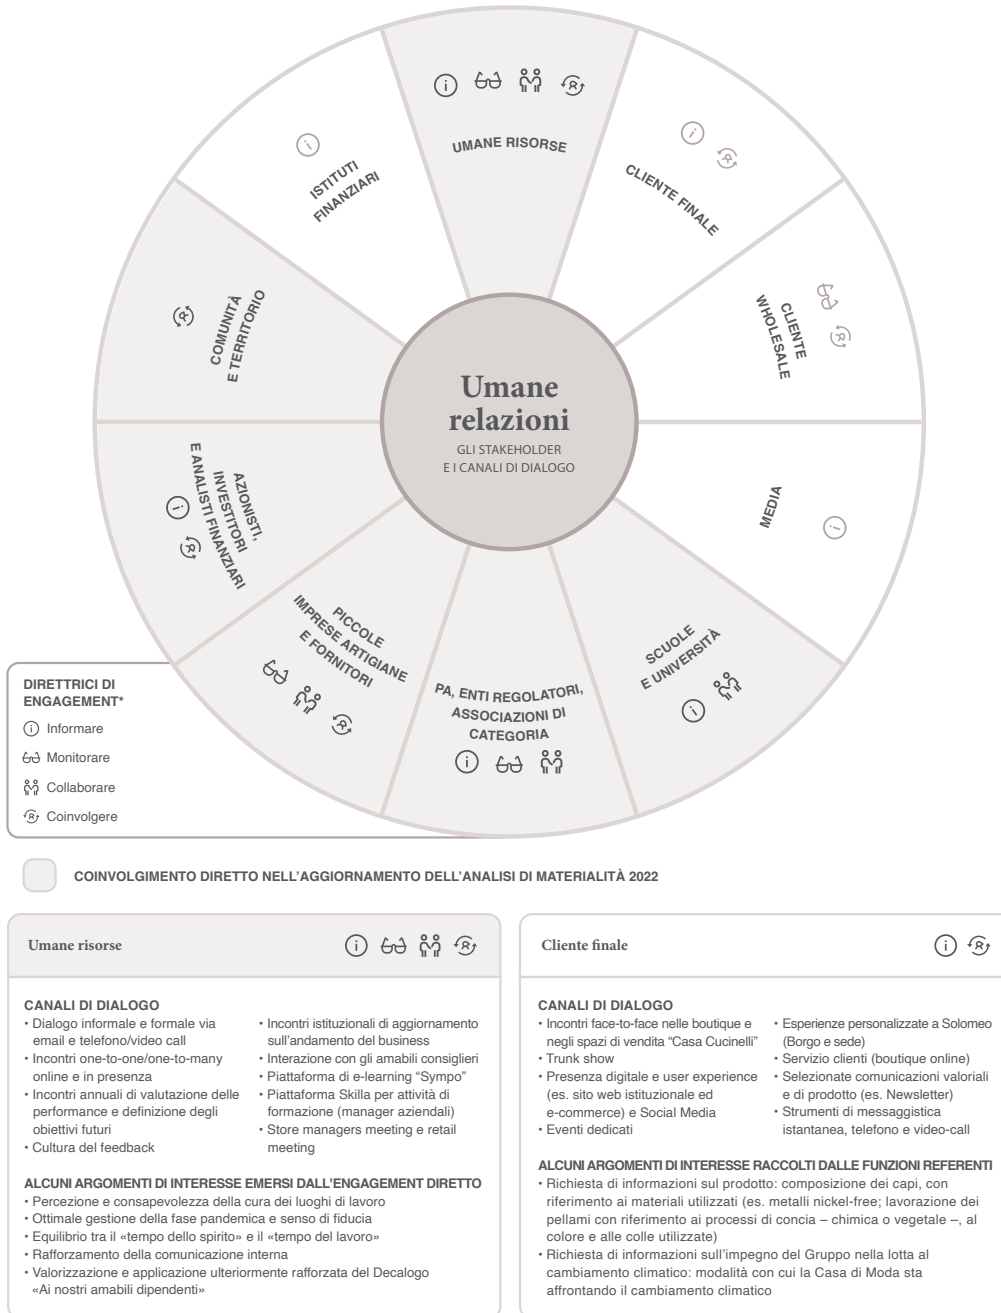 UMANE RISORSE
CLIENTE FINALE
CLIENTE
WHOLESALE
MEDIA
SCUOLE
E UNIVERSITÀ
PA, ENTI REGOLATORI,
ASSOCIAZIONI DI
CATEGORIA
PICCOLE
IMPRESE ARTIGIANE
E FORNITORI
AZIONISTI,
INVESTITORI
E ANALISTI FINANZIARI
COMUNITÀ
E TERRITORIO
ISTITUTI
FINANZIARI
Umane
relazioni
GLI STAKEHOLDER
E I CANALI DI DIALOGO
DIRETTRICI DI
ENGAGEMENT*
Informare
Monitorare
Collaborare
Coinvolgere
COINVOLGIMENTO DIRETTO NELL'AGGIORNAMENTO DELL'ANALISI DI MATERIALITÀ 2022
Umane risorse
CANALI DI DIALOGO
• Dialogo informale e formale via
email e telefono/video call
• Incontri one-to-one/one-to-many
online e in presenza
• Incontri annuali di valutazione delle
performance e definizione degli
obiettivi futuri
• Cultura del feedback
• Incontri istituzionali di aggiornamento
sull'andamento del business
• Interazione con gli amabili consiglieri
• Piattaforma di e-learning “Sympo”
• Piattaforma Skilla per attività di
formazione (manager aziendali)
• Store managers meeting e retail
meeting
ALCUNI ARGOMENTI DI INTERESSE EMERSI DALL'ENGAGEMENT DIRETTO
• Percezione e consapevolezza della cura dei luoghi di lavoro
• Ottimale gestione della fase pandemica e senso di fiducia
• Equilibrio tra il «tempo dello spirito» e il «tempo del lavoro»
• Rafforzamento della comunicazione interna
• Valorizzazione e applicazione ulteriormente rafforzata del Decalogo
«Ai nostri amabili dipendenti»
Cliente finale
CANALI DI DIALOGO
• Incontri face-to-face nelle boutique e
negli spazi di vendita “Casa Cucinelli”
• Trunk show
• Presenza digitale e user experience
(es. sito web istituzionale ed
e-commerce) e Social Media
• Eventi dedicati
• Esperienze personalizzate a Solomeo
(Borgo e sede)
• Servizio clienti (boutique online)
• Selezionate comunicazioni valoriali
e di prodotto (es. Newsletter)
• Strumenti di messaggistica
istantanea, telefono e video-call
ALCUNI ARGOMENTI DI INTERESSE RACCOLTI DALLE FUNZIONI REFERENTI
• Richiesta di informazioni sul prodotto: composizione dei capi, con
riferimento ai materiali utilizzati (es. metalli nickel-free; lavorazione dei
pellami con riferimento ai processi di concia – chimica o vegetale –, al
colore e alle colle utilizzate)
• Richiesta di informazioni sull'impegno del Gruppo nella lotta al
cambiamento climatico: modalità con cui la Casa di Moda sta
affrontando il cambiamento climatico